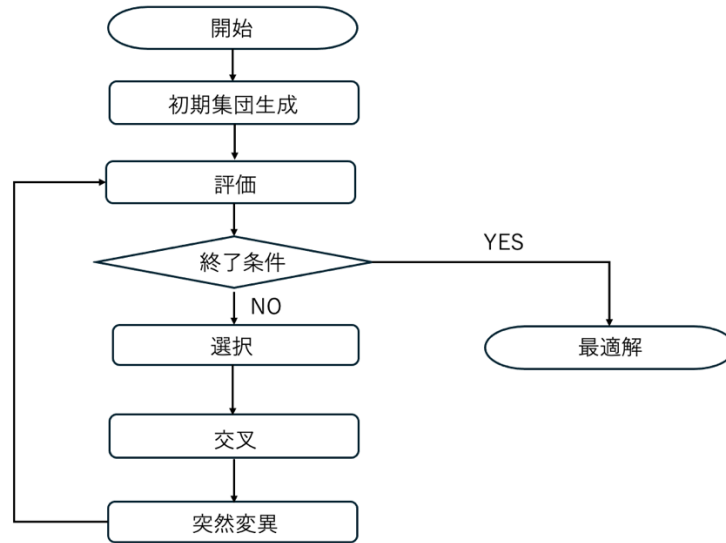 開始
初期集団生成
評価
終了条件
YES
NO
選択
最適解
交叉
突然変異